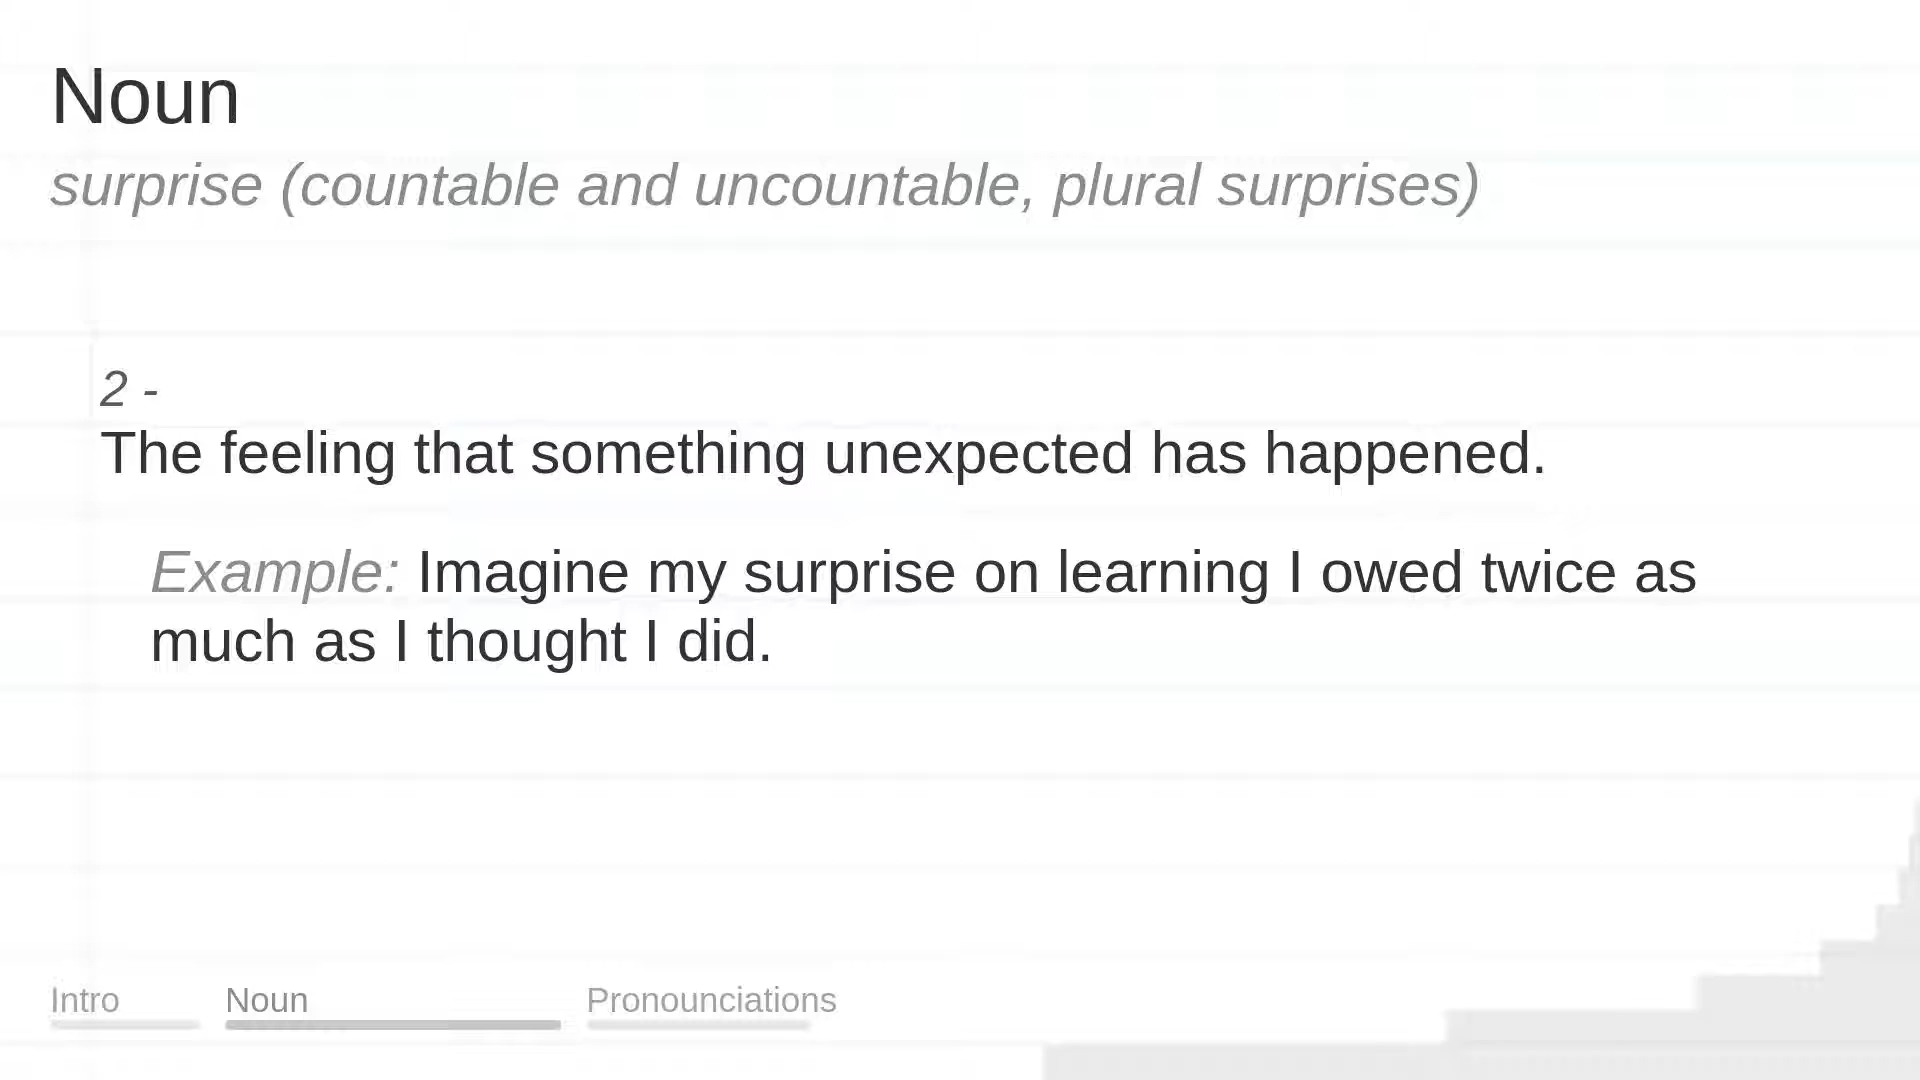 Noun
surprise (countable and uncountable, plural surprises)
2 -
The feeling that something unexpected has happened.
Example: Imagine my surprise on learning I owed twice as
much as I thought I did.
Intro Noun Pronounciations